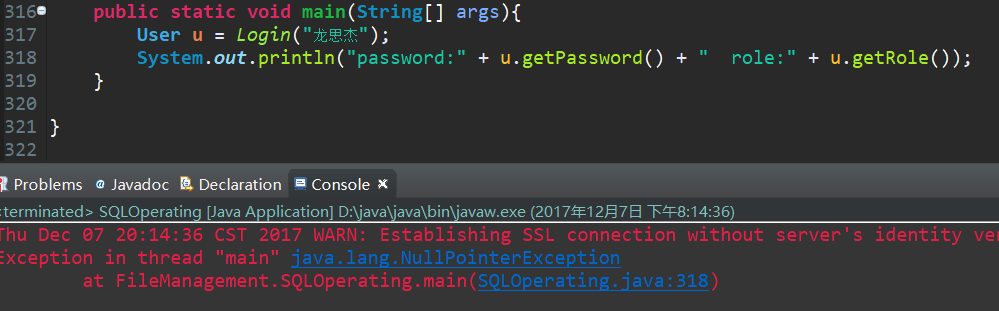 316 public static void main(String[] args){
317 User u = Login("龙思杰");
318 System.out.println("password:" + u.getPassword() + "  role:" + u.getRole());
319 }
320
321 }
322
Problems @ Javadoc Declaration Console
<terminated> SQLOperating [Java Application] D:\java\java\bin\javaw.exe (2017年12月7日 下午8:14:36)
Thu Dec 07 20:14:36 CST 2017 WARN: Establishing SSL connection without server's identity ver
Exception in thread "main" java.lang.NullPointerException
at FileManagement.SQLOperating.main(SQLOperating.java:318)